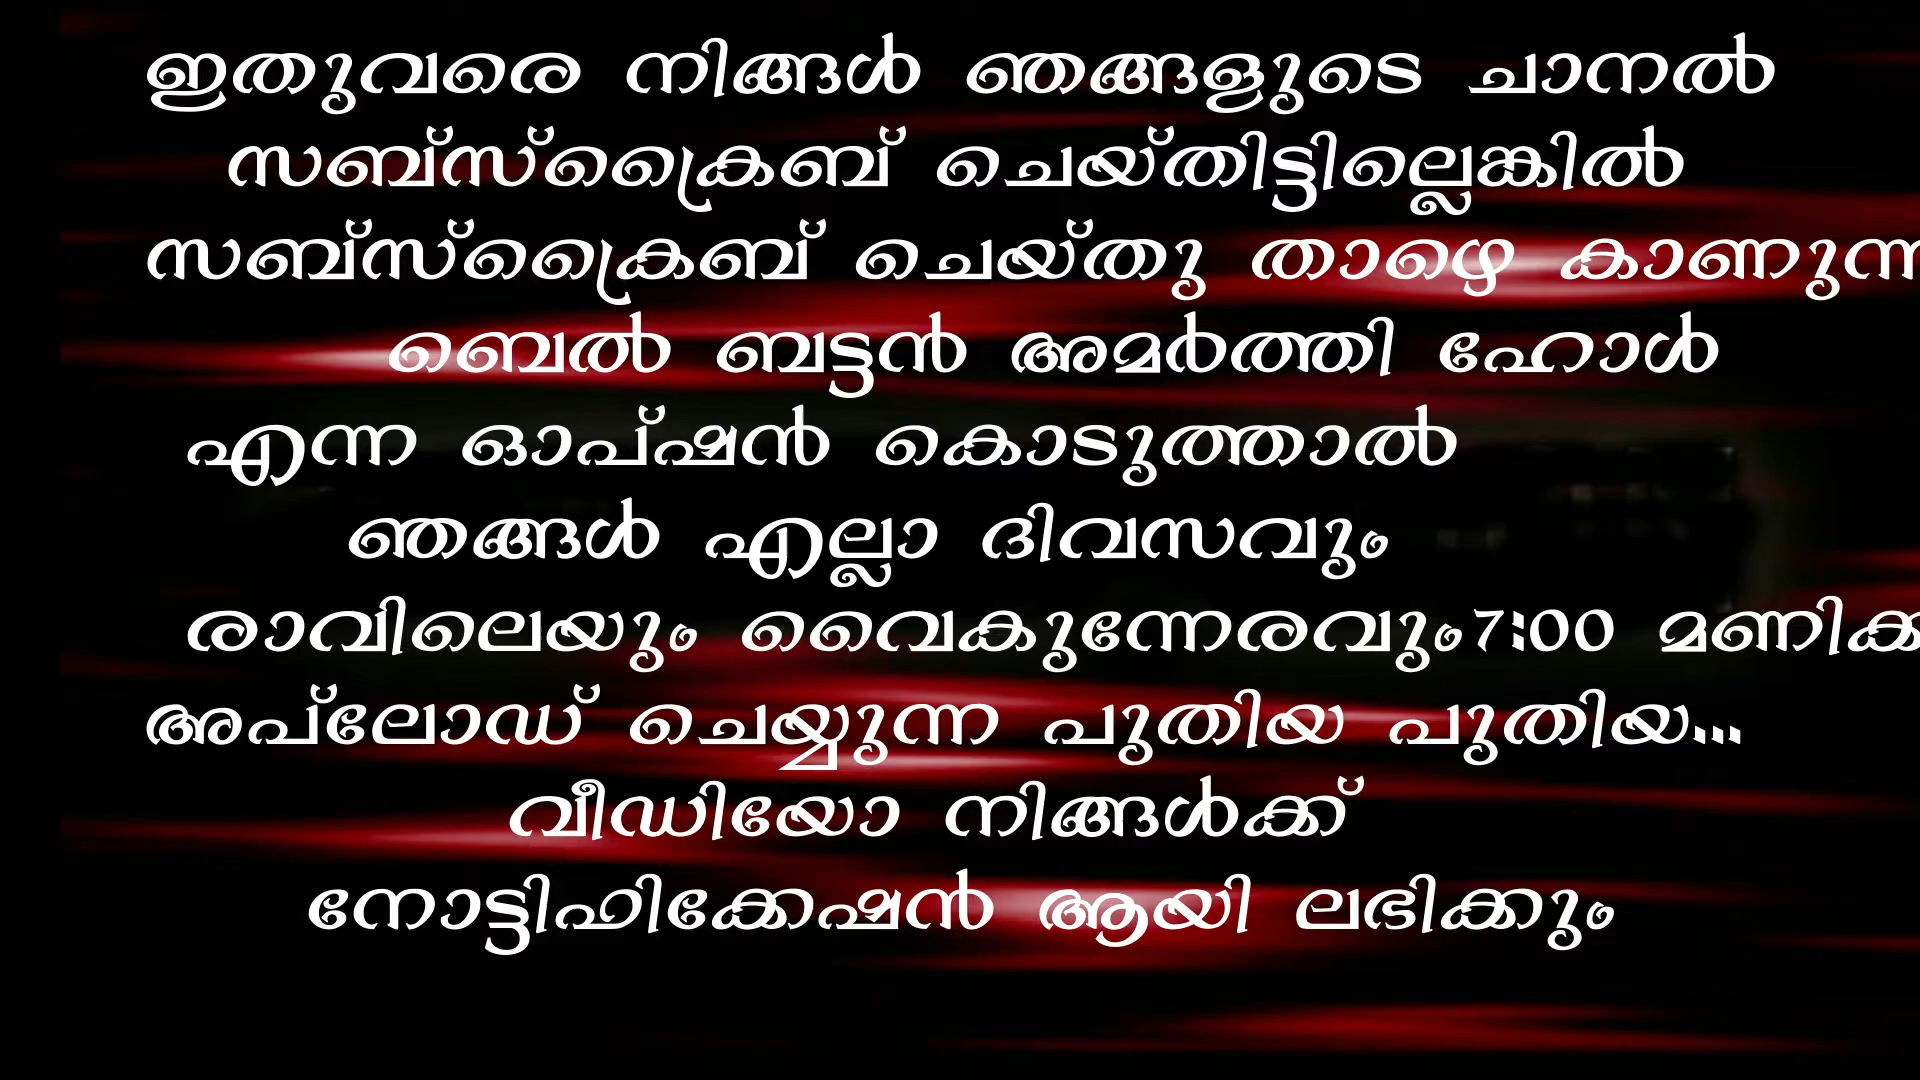 ഇതുവരെ നിങ്ങൾ ഞങ്ങളുടെ ചാനൽ
സബ്സ്ക്രൈബ് ചെയ്തിട്ടില്ലെങ്കിൽ
സബ്സ്ക്രൈബ് ചെയ്തു താഴെ കാണുന്ന
ബെൽ ബട്ടൻ അമർത്തി ഹോൾ
എന്ന ഓപ്ഷൻ കൊടുത്താൽ
ഞങ്ങൾ എല്ലാ ദിവസവും
രാവിലെയും വൈകുന്നേരവും7:00
അപ്ലോഡ് ചെയ്യുന്ന പുതിയ പുതിയ...
വീഡിയോ നിങ്ങൾക്ക്
നോട്ടിഫിക്കേഷൻ ആയി ലഭിക്കും